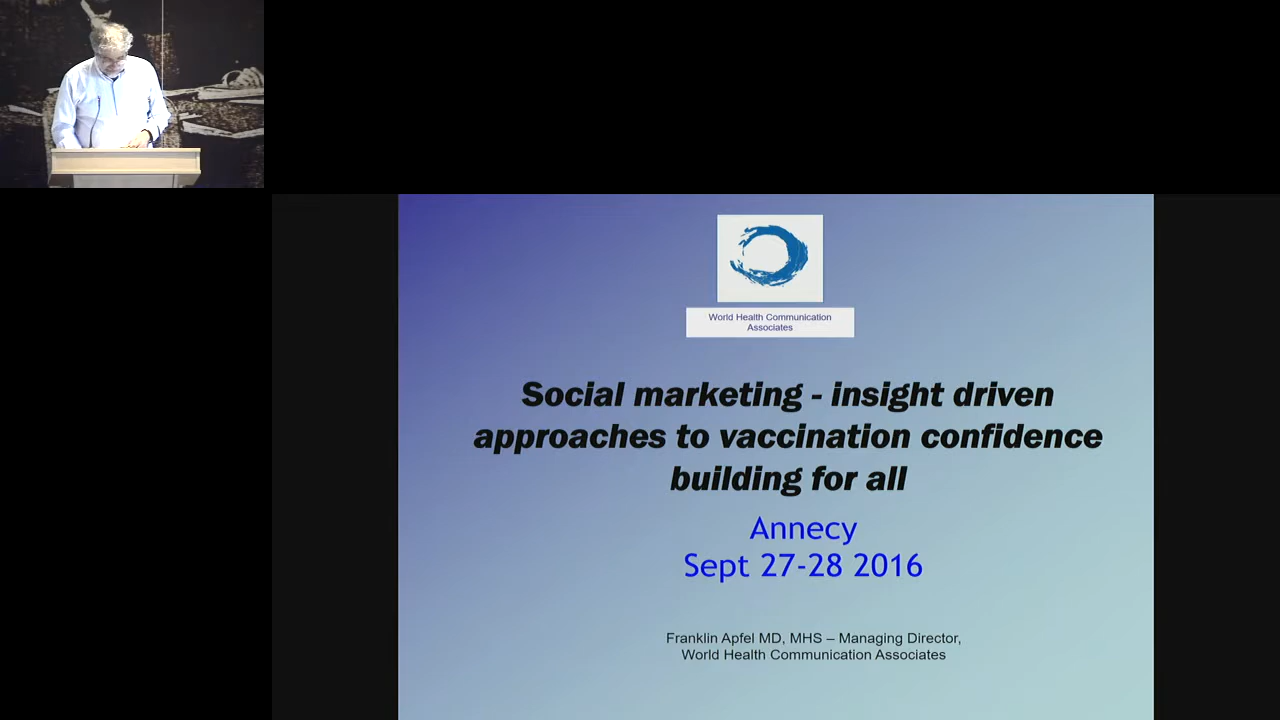 World Health Communication
Associates
Social marketing - insight driven
approaches to vaccination confidence
building for all
Annecy
Sept 27-28 2016
Franklin Apfel MD, MHS – Managing Director,
World Health Communication Associates